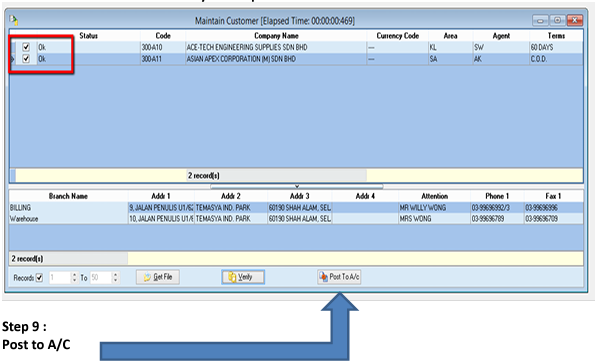 Maintain Customer [Elapsed Time: 00:00:00:469]
Status Code Company Name Currency Code Area Agent Terms
Ok 300-A10 ACE-TECH ENGINEERING SUPPLIES SDN BHD ---- KL SW 60 DAYS
Ok 300-A11 ASIAN APEX CORPORATION (M) SDN BHD ---- SA AK C.O.D.
2 record(s)
Branch Name Addr 1 Addr 2 Addr 3 Addr 4 Attention Phone 1 Fax 1
BILLING 9, JALAN PENULIS U1/62 TEMASYA IND. PARK 60190 SHAH ALAM, SEL. MR WILLY WONG 03-99696992/3 03-99696996
Warehouse 10, JALAN PENULIS U1/6 TEMASYA IND. PARK 60190 SHAH ALAM, SEL. MRS WONG 03-99696789 03-99696709
2 record(s)
Records 1 To 50 Get File Verify Post To A/c
Step 9 :
Post to A/C